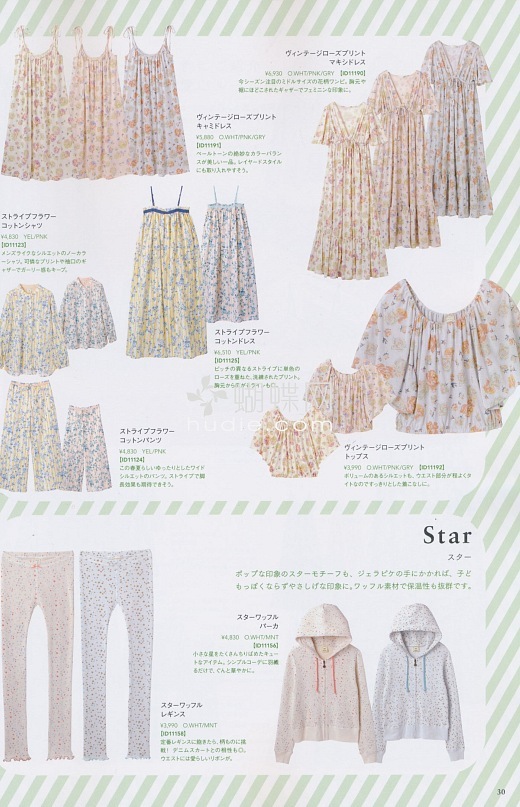 ヴィンテージローズプリント
マキシドレス
¥6,930 O.WHT/PNK/GRY 【ID11190】
今シーズン注目のミドルサイズの花柄ワンピ。胸元や
裾にほどこされたギャザーでフェミニンな印象に。
ヴィンテージローズプリント
キャミドレス
¥5,880 O.WHT/PNK/GRY
【ID11191】
ペールトーンの絶妙なカラーバラン
スが美しい一品。レイヤードスタイル
にも取り入れやすそう。
ストライプフラワー
コットンシャツ
¥4,830 YEL/PNK
【ID11123】
メンズライクなシルエットのノーカラ
ーシャツ。可憐なプリントや袖口のギ
ャザーでガーリー感もキープ。
ストライプフラワー
コットンドレス
¥6,510 YEL/PNK
【ID11125】
ピッチの異なるストライプに単色の
ローズを重ねた、洗練されたプリント。
胸元から
蝴蝶
hudie.com
ストライプフラワー
コットンパンツ
¥4,830 YEL/PNK
【ID11124】
この春夏らしいゆったりとしたワイド
シルエットのパンツ。ストライプで脚
長効果も期待できそう。
ヴィンテージローズプリント
トップス
¥3,990 O.WHT/PNK/GRY 【ID11192】
ボリュームのあるシルエットも、ウエスト部分が程よくタ
イトなのですっきりとした着こなしに。
Star
スター
ポップな印象のスターモチーフも、ジェラピケの手にかかれば、子ど
もっぽくならずやさしげな印象に。ワッフル素材で保温性も抜群です。
スターワッフル
パーカ
¥4,830 O.WHT/MNT
【ID11156】
小さな星をたくさんちりばめたキュー
トなアイテム。シンプルコーデに羽織
るだけで、ぐんと華やかに。
スターワッフル
レギンス
¥3,990 O.WHT/MNT
【ID11158】
定番レギンスに飽きたら、柄ものに挑
戦! デニムスカートとの相性も◎。
ウエストには愛らしいリボンが。
30